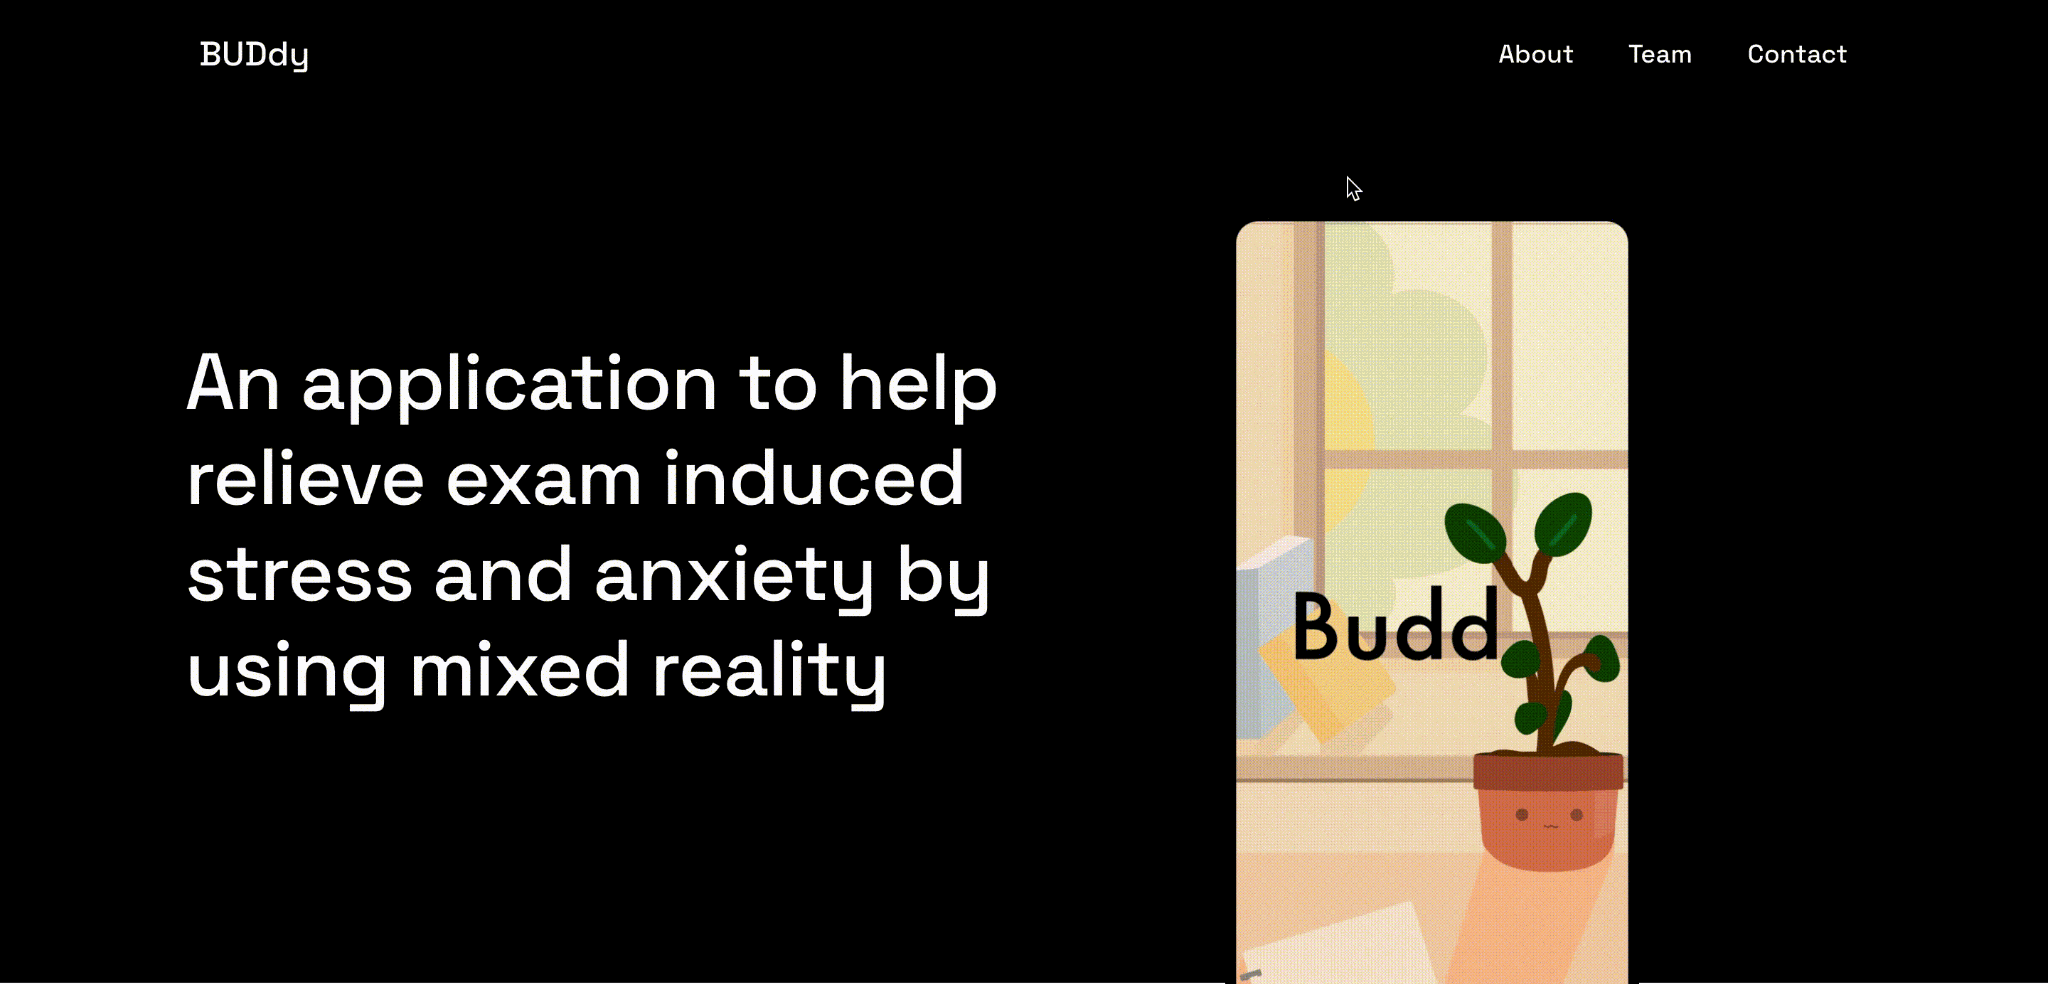 BUDdy
About
Team
Contact
An application to help
relieve exam induced
stress and anxiety by
using mixed reality
Budd